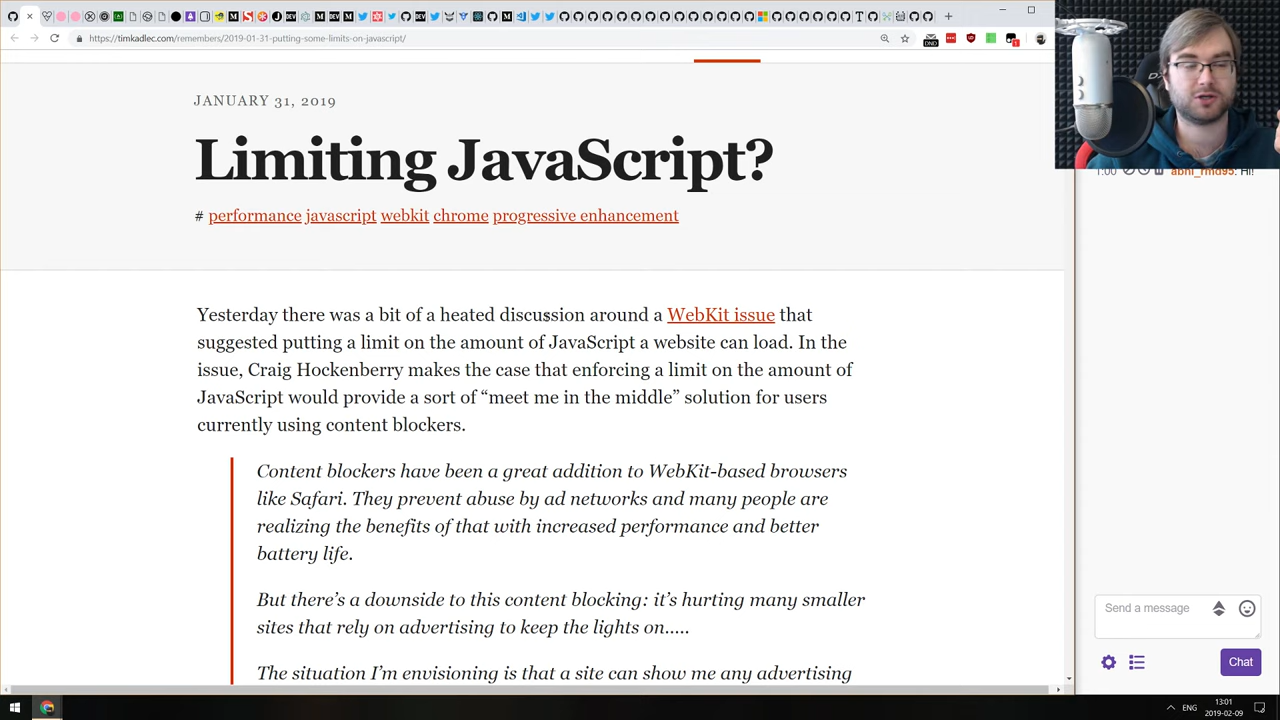 https://timkadlec.com/remembers/2019-01-31-putting-some-limits-on-javascript/
JANUARY 31, 2019
Limiting JavaScript?
# performance javascript webkit chrome progressive enhancement
Yesterday there was a bit of a heated discussion around a WebKit issue that
suggested putting a limit on the amount of JavaScript a website can load. In the
issue, Craig Hockenberry makes the case that enforcing a limit on the amount of
JavaScript would provide a sort of “meet me in the middle” solution for users
currently using content blockers.
Content blockers have been a great addition to WebKit-based browsers
like Safari. They prevent abuse by ad networks and many people are
realizing the benefits of that with increased performance and better
battery life.
But there’s a downside to this content blocking: it’s hurting many smaller
sites that rely on advertising to keep the lights on…..
The situation I’m envisioning is that a site can show me any advertising
DND
1:00 abhi_rmd95: Hi!
Send a message
Chat
ENG
13:01
2019-02-09